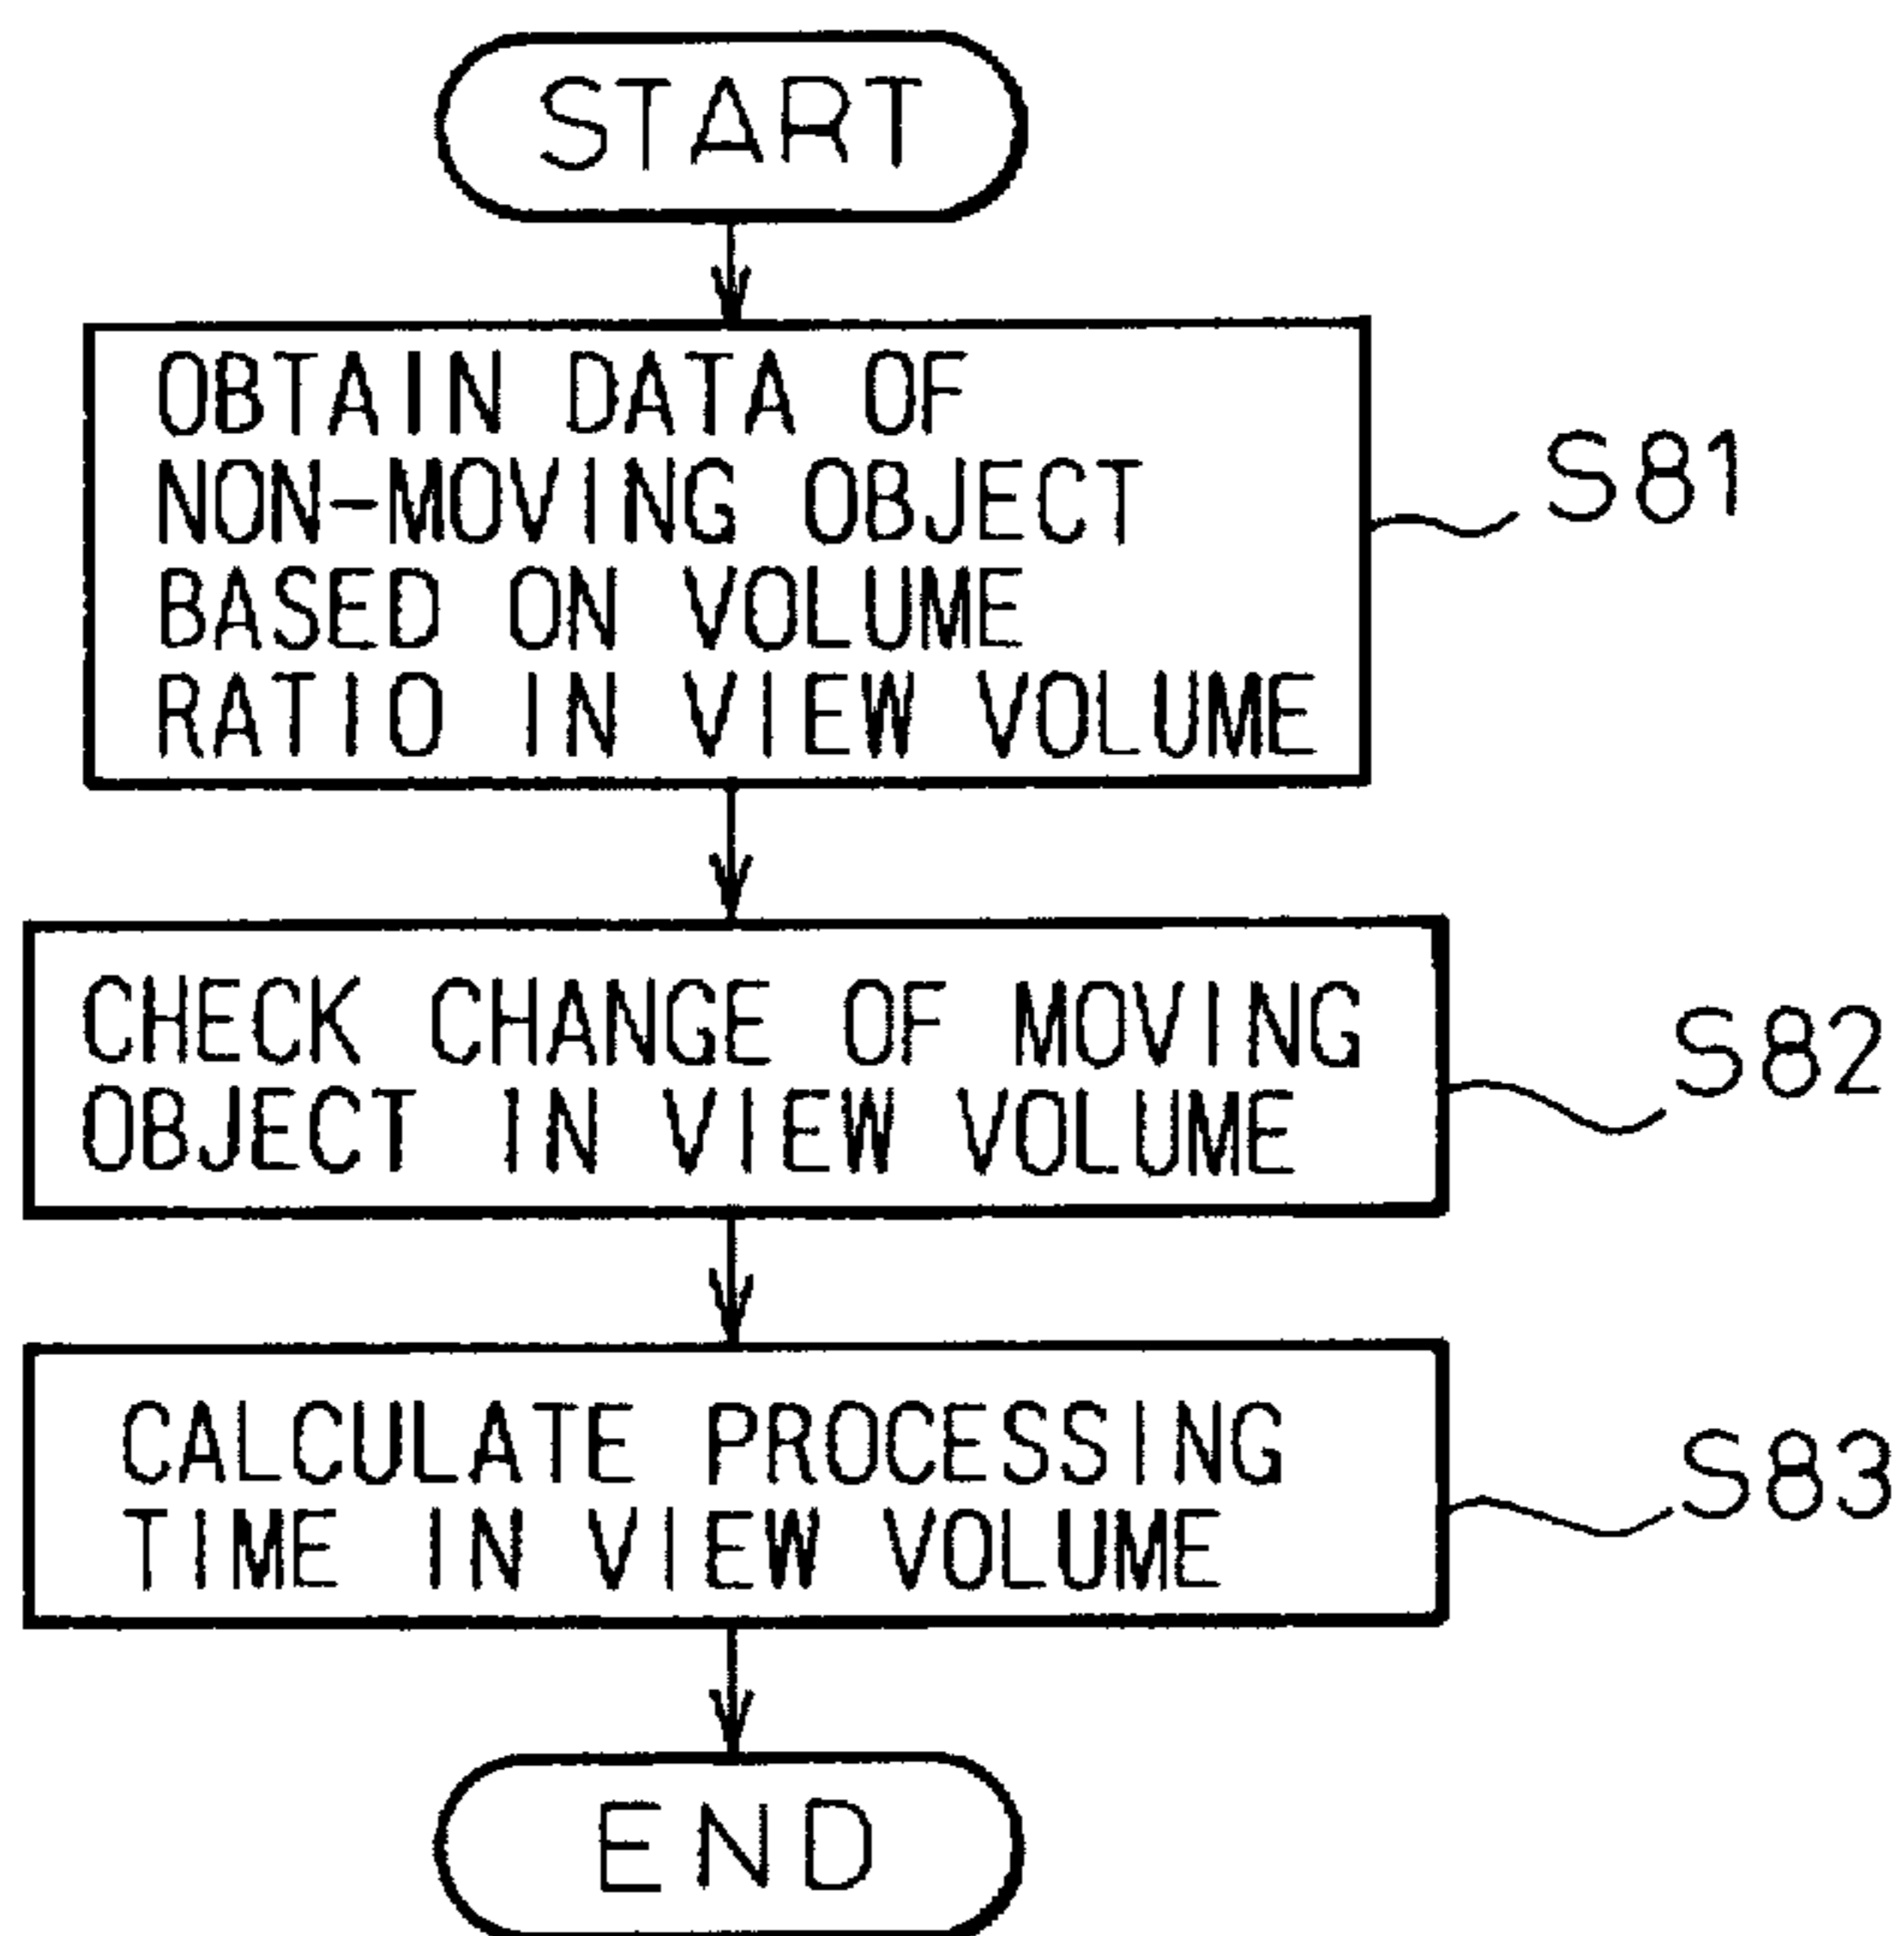 START
OBTAIN DATA OF
NON-MOVING OBJECT
BASED ON VOLUME
RATIO IN VIEW VOLUME
S81
CHECK CHANGE OF MOVING
OBJECT IN VIEW VOLUME
S82
CALCULATE PROCESSING
TIME IN VIEW VOLUME
S83
END